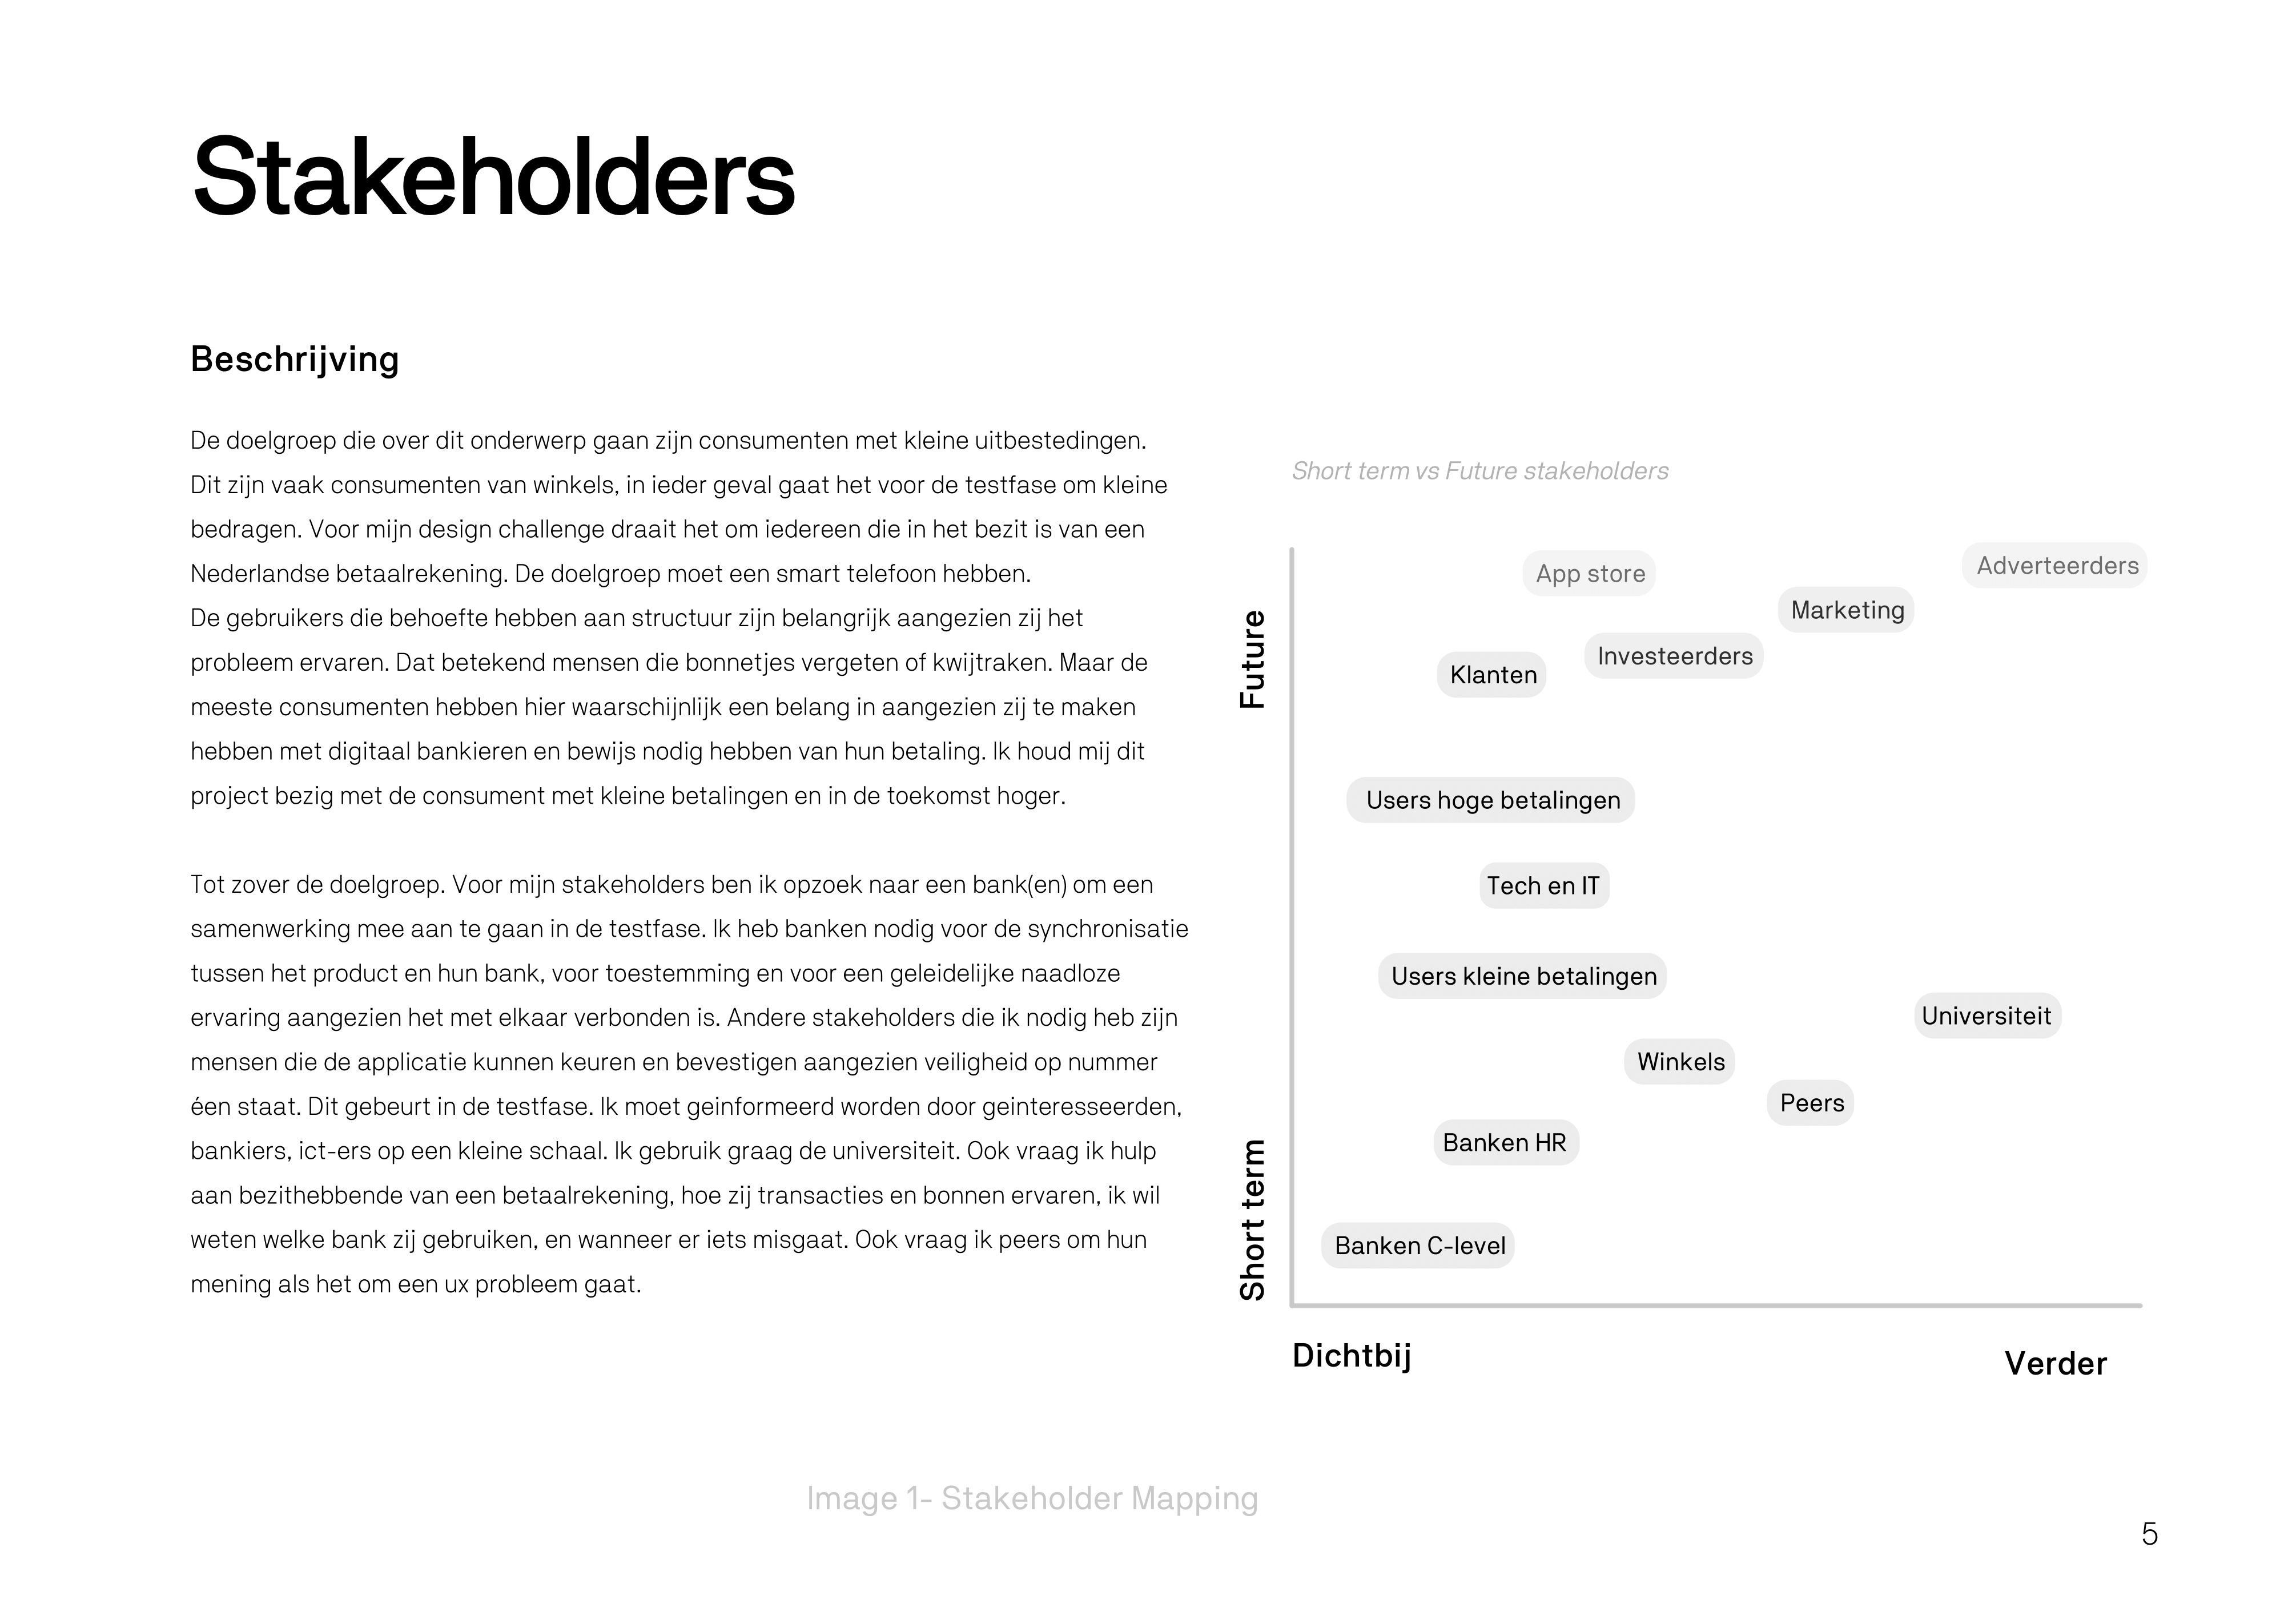 Stakeholders
Beschrijving
De doelgroep die over dit onderwerp gaan zijn consumenten met kleine uitbestedingen.
Dit zijn vaak consumenten van winkels, in ieder geval gaat het voor de testfase om kleine
bedragen. Voor mijn design challenge draait het om iedereen die in het bezit is van een
Nederlandse betaalrekening. De doelgroep moet een smart telefoon hebben.
De gebruikers die behoefte hebben aan structuur zijn belangrijk aangezien zij het
probleem ervaren. Dat betekend mensen die bonnetjes vergeten of kwijtraken. Maar de
meeste consumenten hebben hier waarschijnlijk een belang in aangezien zij te maken
hebben met digitaal bankieren en bewijs nodig hebben van hun betaling. Ik houd mij dit
project bezig met de consument met kleine betalingen en in de toekomst hoger.
Tot zover de doelgroep. Voor mijn stakeholders ben ik opzoek naar een bank(en) om een
samenwerking mee aan te gaan in de testfase. Ik heb banken nodig voor de synchronisatie
tussen het product en hun bank, voor toestemming en voor een geleidelijke naadloze
ervaring aangezien het met elkaar verbonden is. Andere stakeholders die ik nodig heb zijn
mensen die de applicatie kunnen keuren en bevestigen aangezien veiligheid op nummer
éen staat. Dit gebeurt in de testfase. Ik moet geinformeerd worden door geinteresseerden,
bankiers, ict-ers op een kleine schaal. Ik gebruik graag de universiteit. Ook vraag ik hulp
aan bezithebbende van een betaalrekening, hoe zij transacties en bonnen ervaren, ik wil
weten welke bank zij gebruiken, en wanneer er iets misgaat. Ook vraag ik peers om hun
mening als het om een ux probleem gaat.
Short term vs Future stakeholders
Future
Short term
App store
Adverteerders
Marketing
Investeerders
Klanten
Users hoge betalingen
Tech en IT
Users kleine betalingen
Universiteit
Winkels
Peers
Banken HR
Banken C-level
Dichtbij
Verder
Image 1- Stakeholder Mapping
5